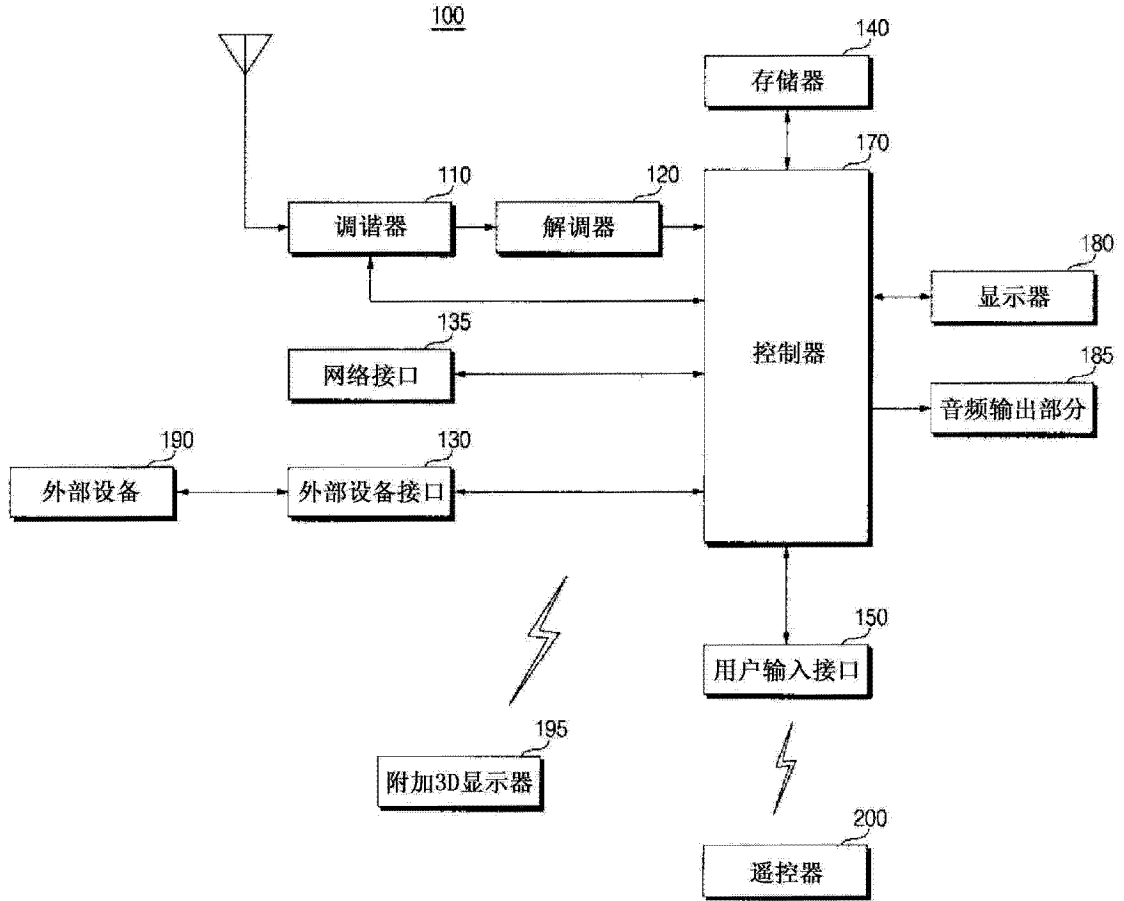 100
140
存储器
170
控制器
110
调谐器
120
解调器
180
显示器
135
网络接口
185
音频输出部分
190
外部设备
130
外部设备接口
150
用户输入接口
195
附加3D显示器
200
遥控器